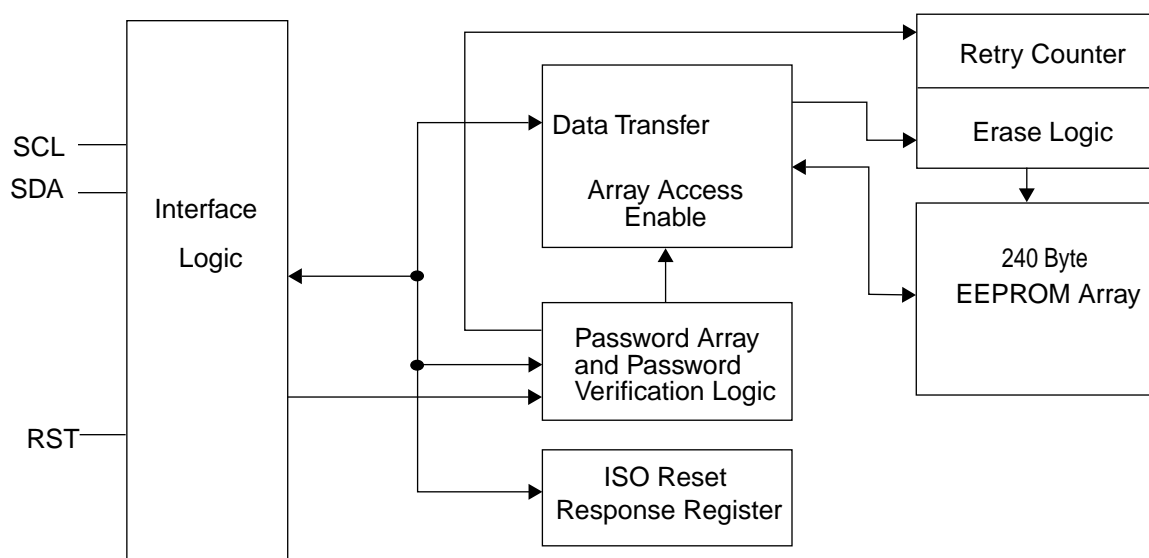 SCL
SDA
RST
Interface
Logic
Data Transfer
Array Access
Enable
Password Array
and Password
Verification Logic
ISO Reset
Response Register
Retry Counter
Erase Logic
240 Byte
EEPROM Array